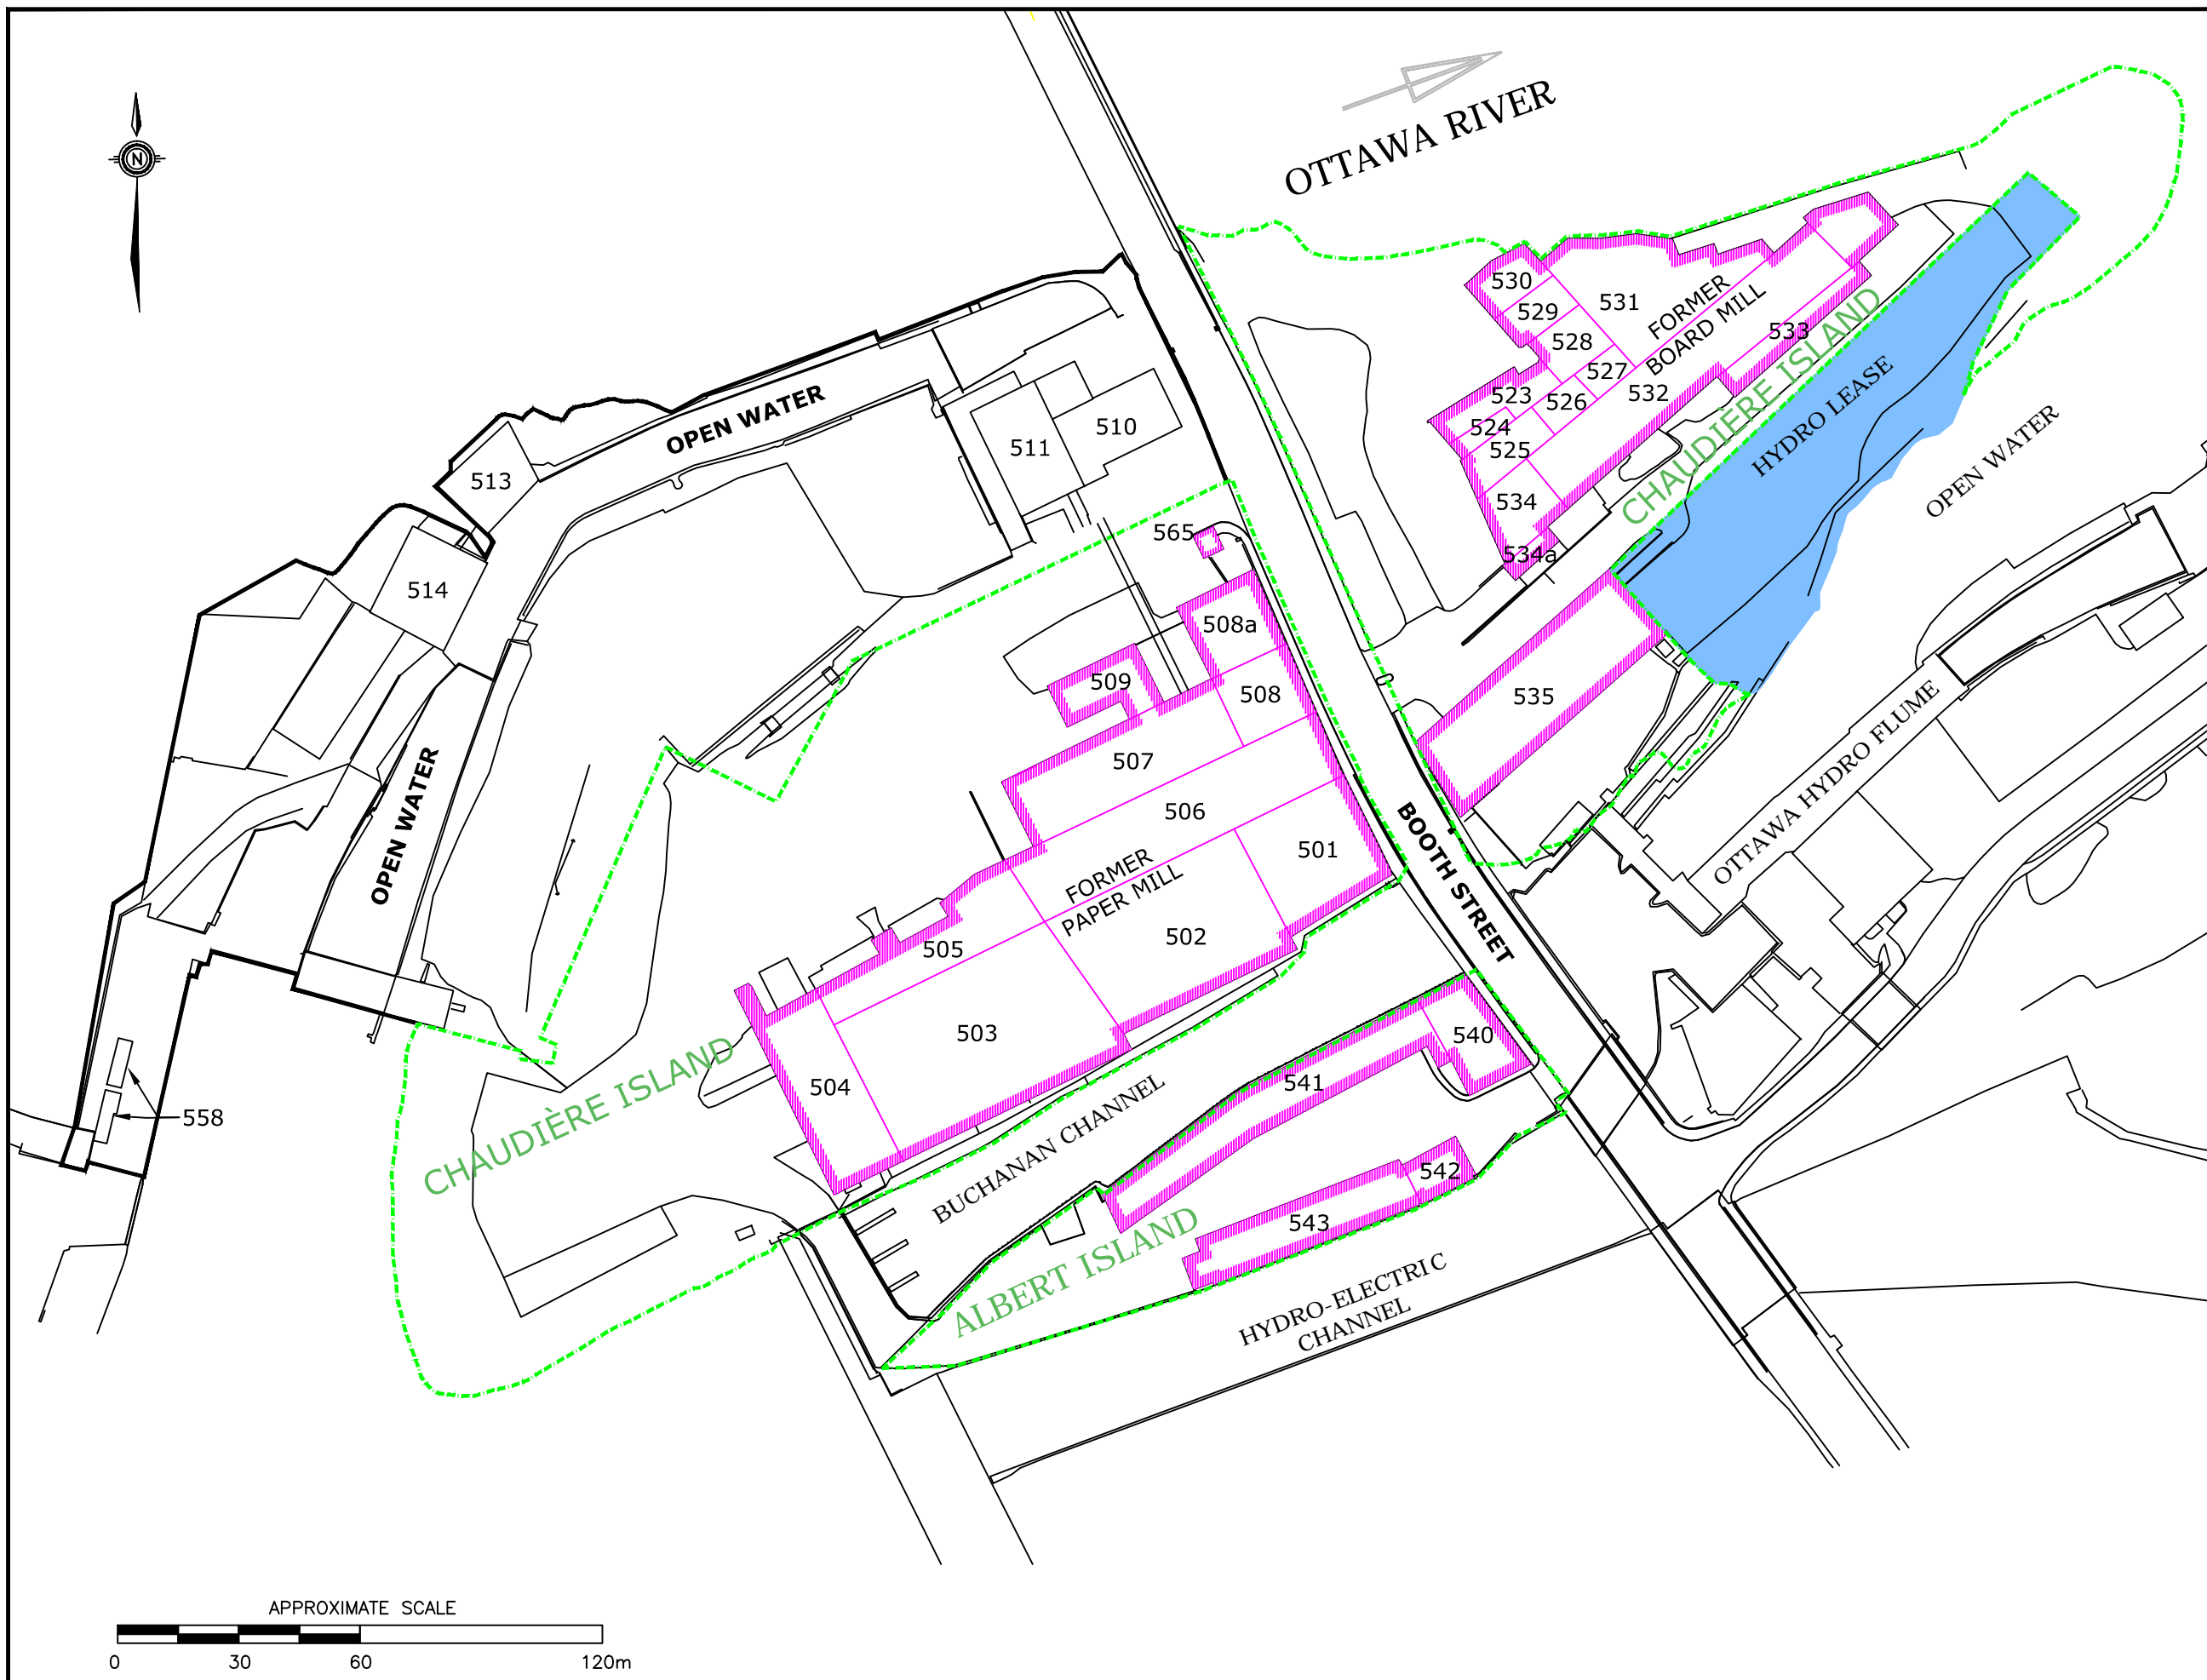 N
OTTAWA RIVER
530
531
529
528
FORMER
BOARD MILL
533
527
523
526
532
524
525
534
534a
535
CHAUDIÈRE ISLAND
HYDRO LEASE
OPEN WATER
OTTAWA HYDRO FLUME
OPEN WATER
510
511
513
514
OPEN WATER
558
565
508a
509
508
507
506
501
FORMER
PAPER MILL
502
505
503
504
BOOTH STREET
CHAUDIÈRE ISLAND
BUCHANAN CHANNEL
540
541
542
543
ALBERT ISLAND
HYDRO-ELECTRIC
CHANNEL
APPROXIMATE SCALE
0 30 60 120m